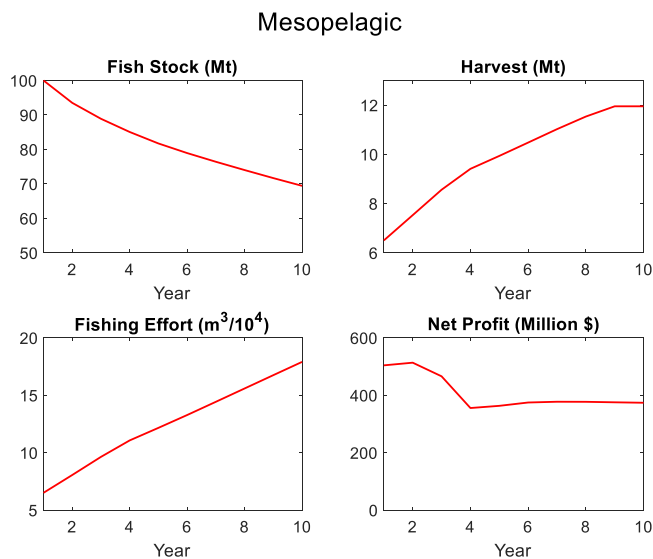 Mesopelagic
Fish Stock (Mt)
100
90
80
70
60
50
2 4 6 8 10
Year
Harvest (Mt)
12
10
8
6
2 4 6 8 10
Year
Fishing Effort (m³/10⁴)
20
15
10
5
2 4 6 8 10
Year
Net Profit (Million $)
600
400
200
0
2 4 6 8 10
Year